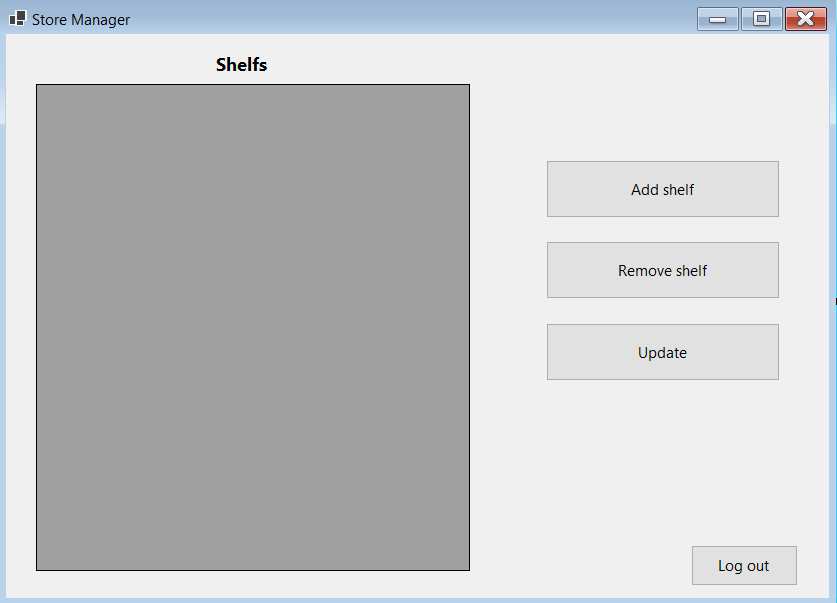 Store Manager
Shelfs
Add shelf
Remove shelf
Update
Log out